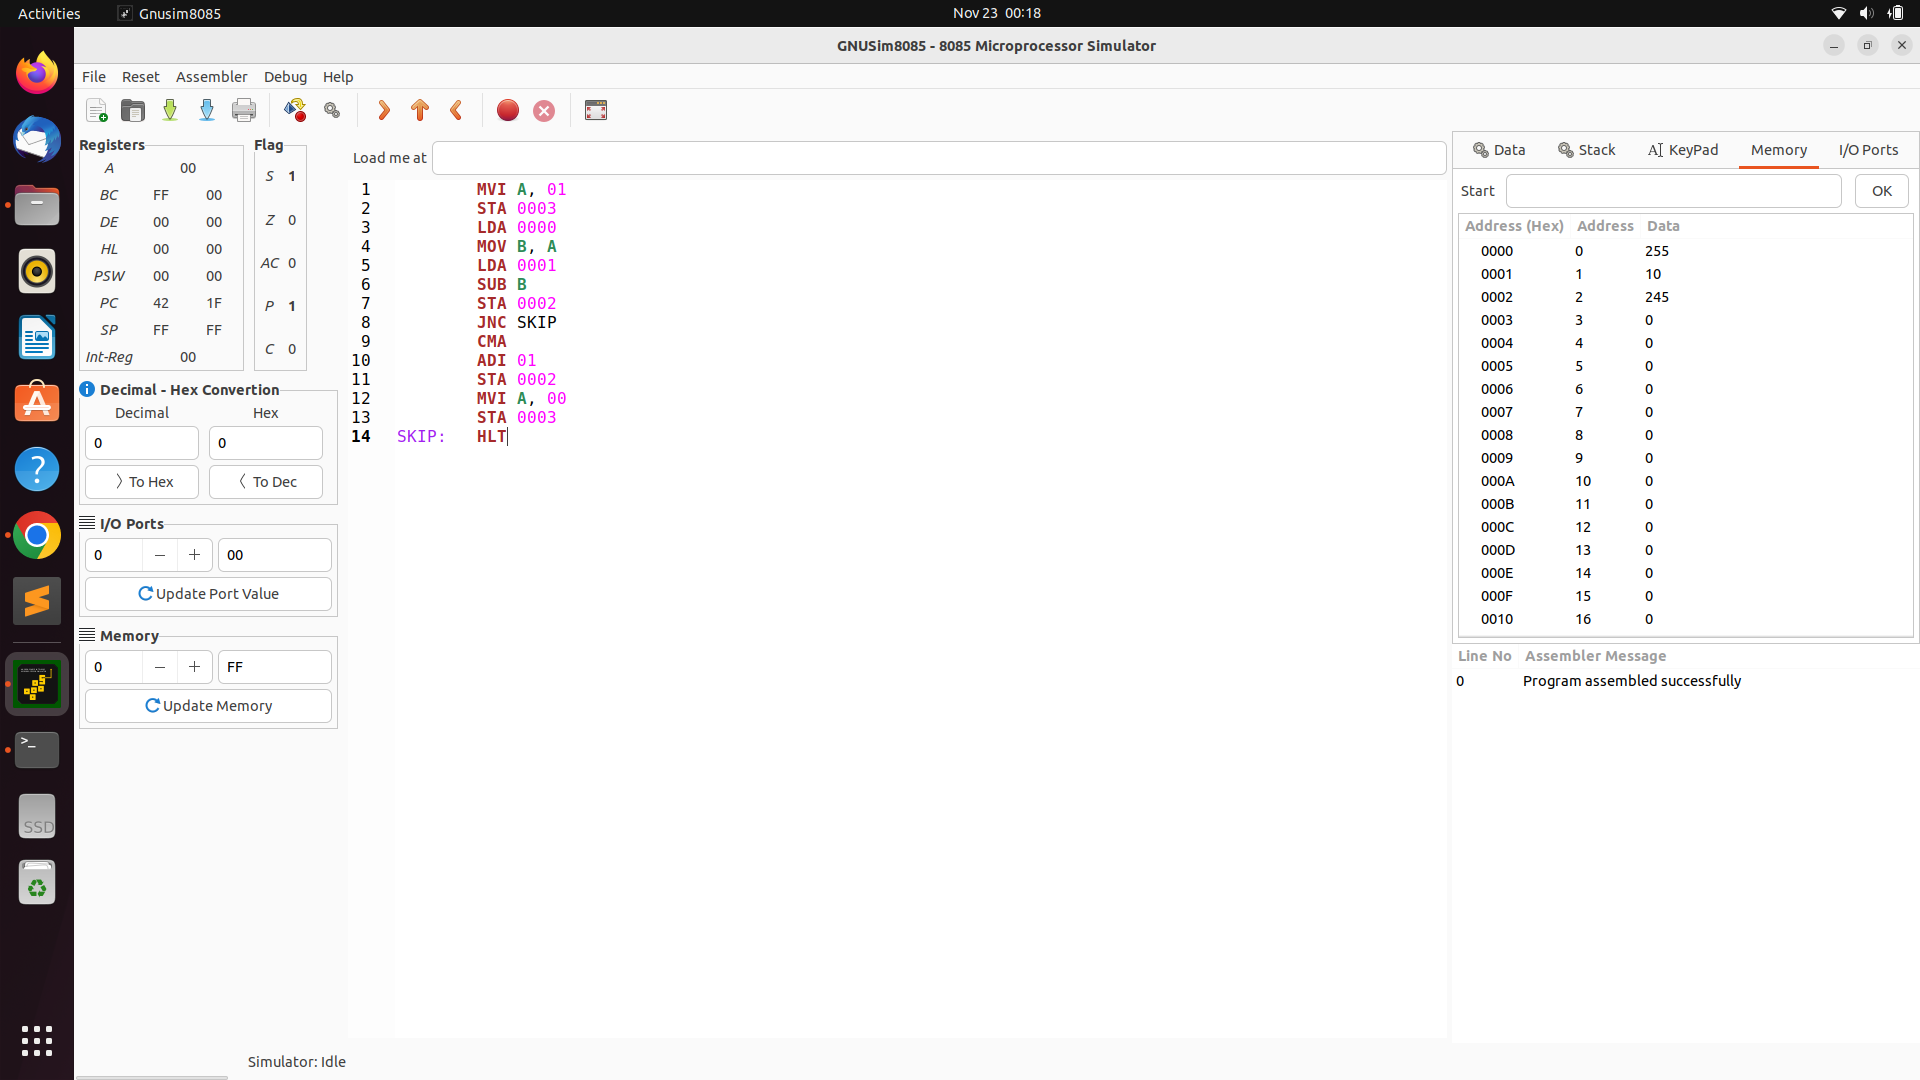 Activities Gnusim8085 Nov 23 00:18
GNUSim8085 - 8085 Microprocessor Simulator
File Reset Assembler Debug Help
Registers
A 00
BC FF 00
DE 00 00
HL 00 00
PSW 00 00
PC 42 1F
SP FF FF
Int-Reg 00
Flag
S 1
Z 0
AC 0
P 1
C 0
Decimal - Hex Convertion
Decimal Hex
0 0
To Hex To Dec
I/O Ports
0 00
Update Port Value
Memory
0 FF
Update Memory
Load me at
1 MVI A, 01
2 STA 0003
3 LDA 0000
4 MOV B, A
5 LDA 0001
6 SUB B
7 STA 0002
8 JNC SKIP
9 CMA
10 ADI 01
11 STA 0002
12 MVI A, 00
13 STA 0003
14 SKIP: HLT
Data Stack KeyPad Memory I/O Ports
Start OK
Address (Hex) Address Data
0000 0 255
0001 1 10
0002 2 245
0003 3 0
0004 4 0
0005 5 0
0006 6 0
0007 7 0
0008 8 0
0009 9 0
000A 10 0
000B 11 0
000C 12 0
000D 13 0
000E 14 0
000F 15 0
0010 16 0
Line No Assembler Message
0 Program assembled successfully
SSD
Simulator: Idle